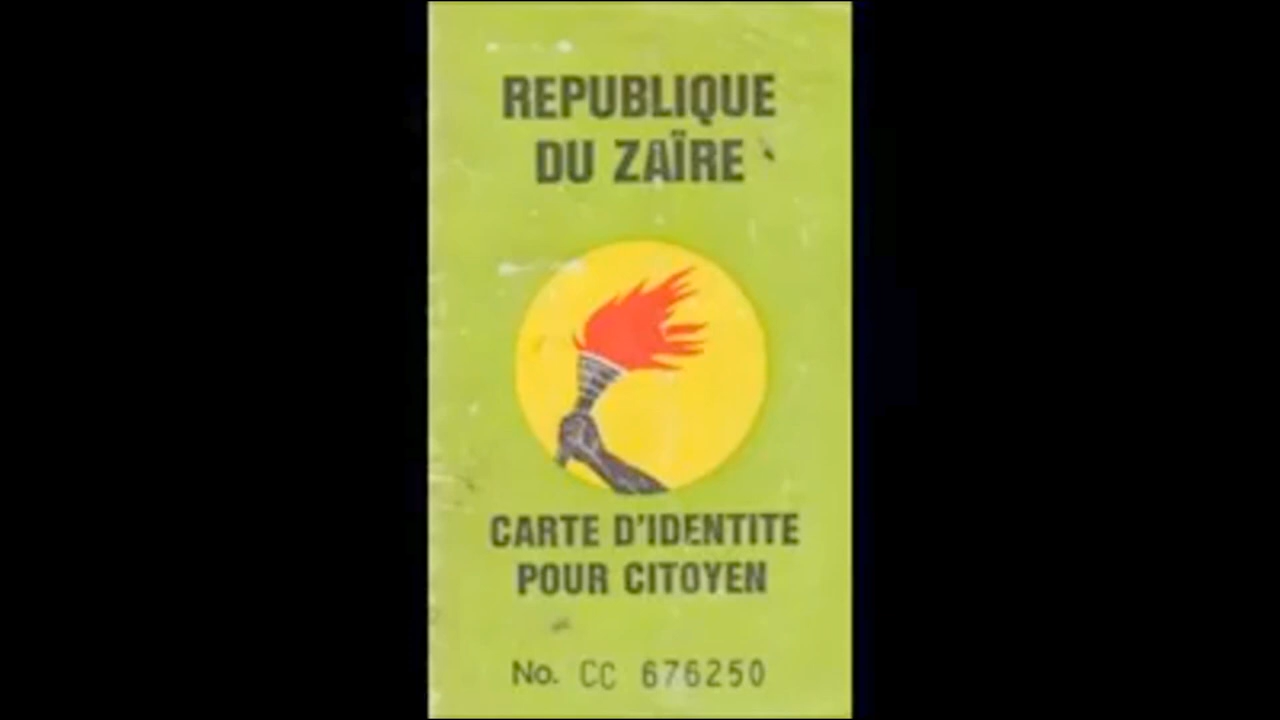 REPUBLIQUE
DU ZAÏRE
CARTE D'IDENTITE
POUR CITOYEN
No. CC 676250